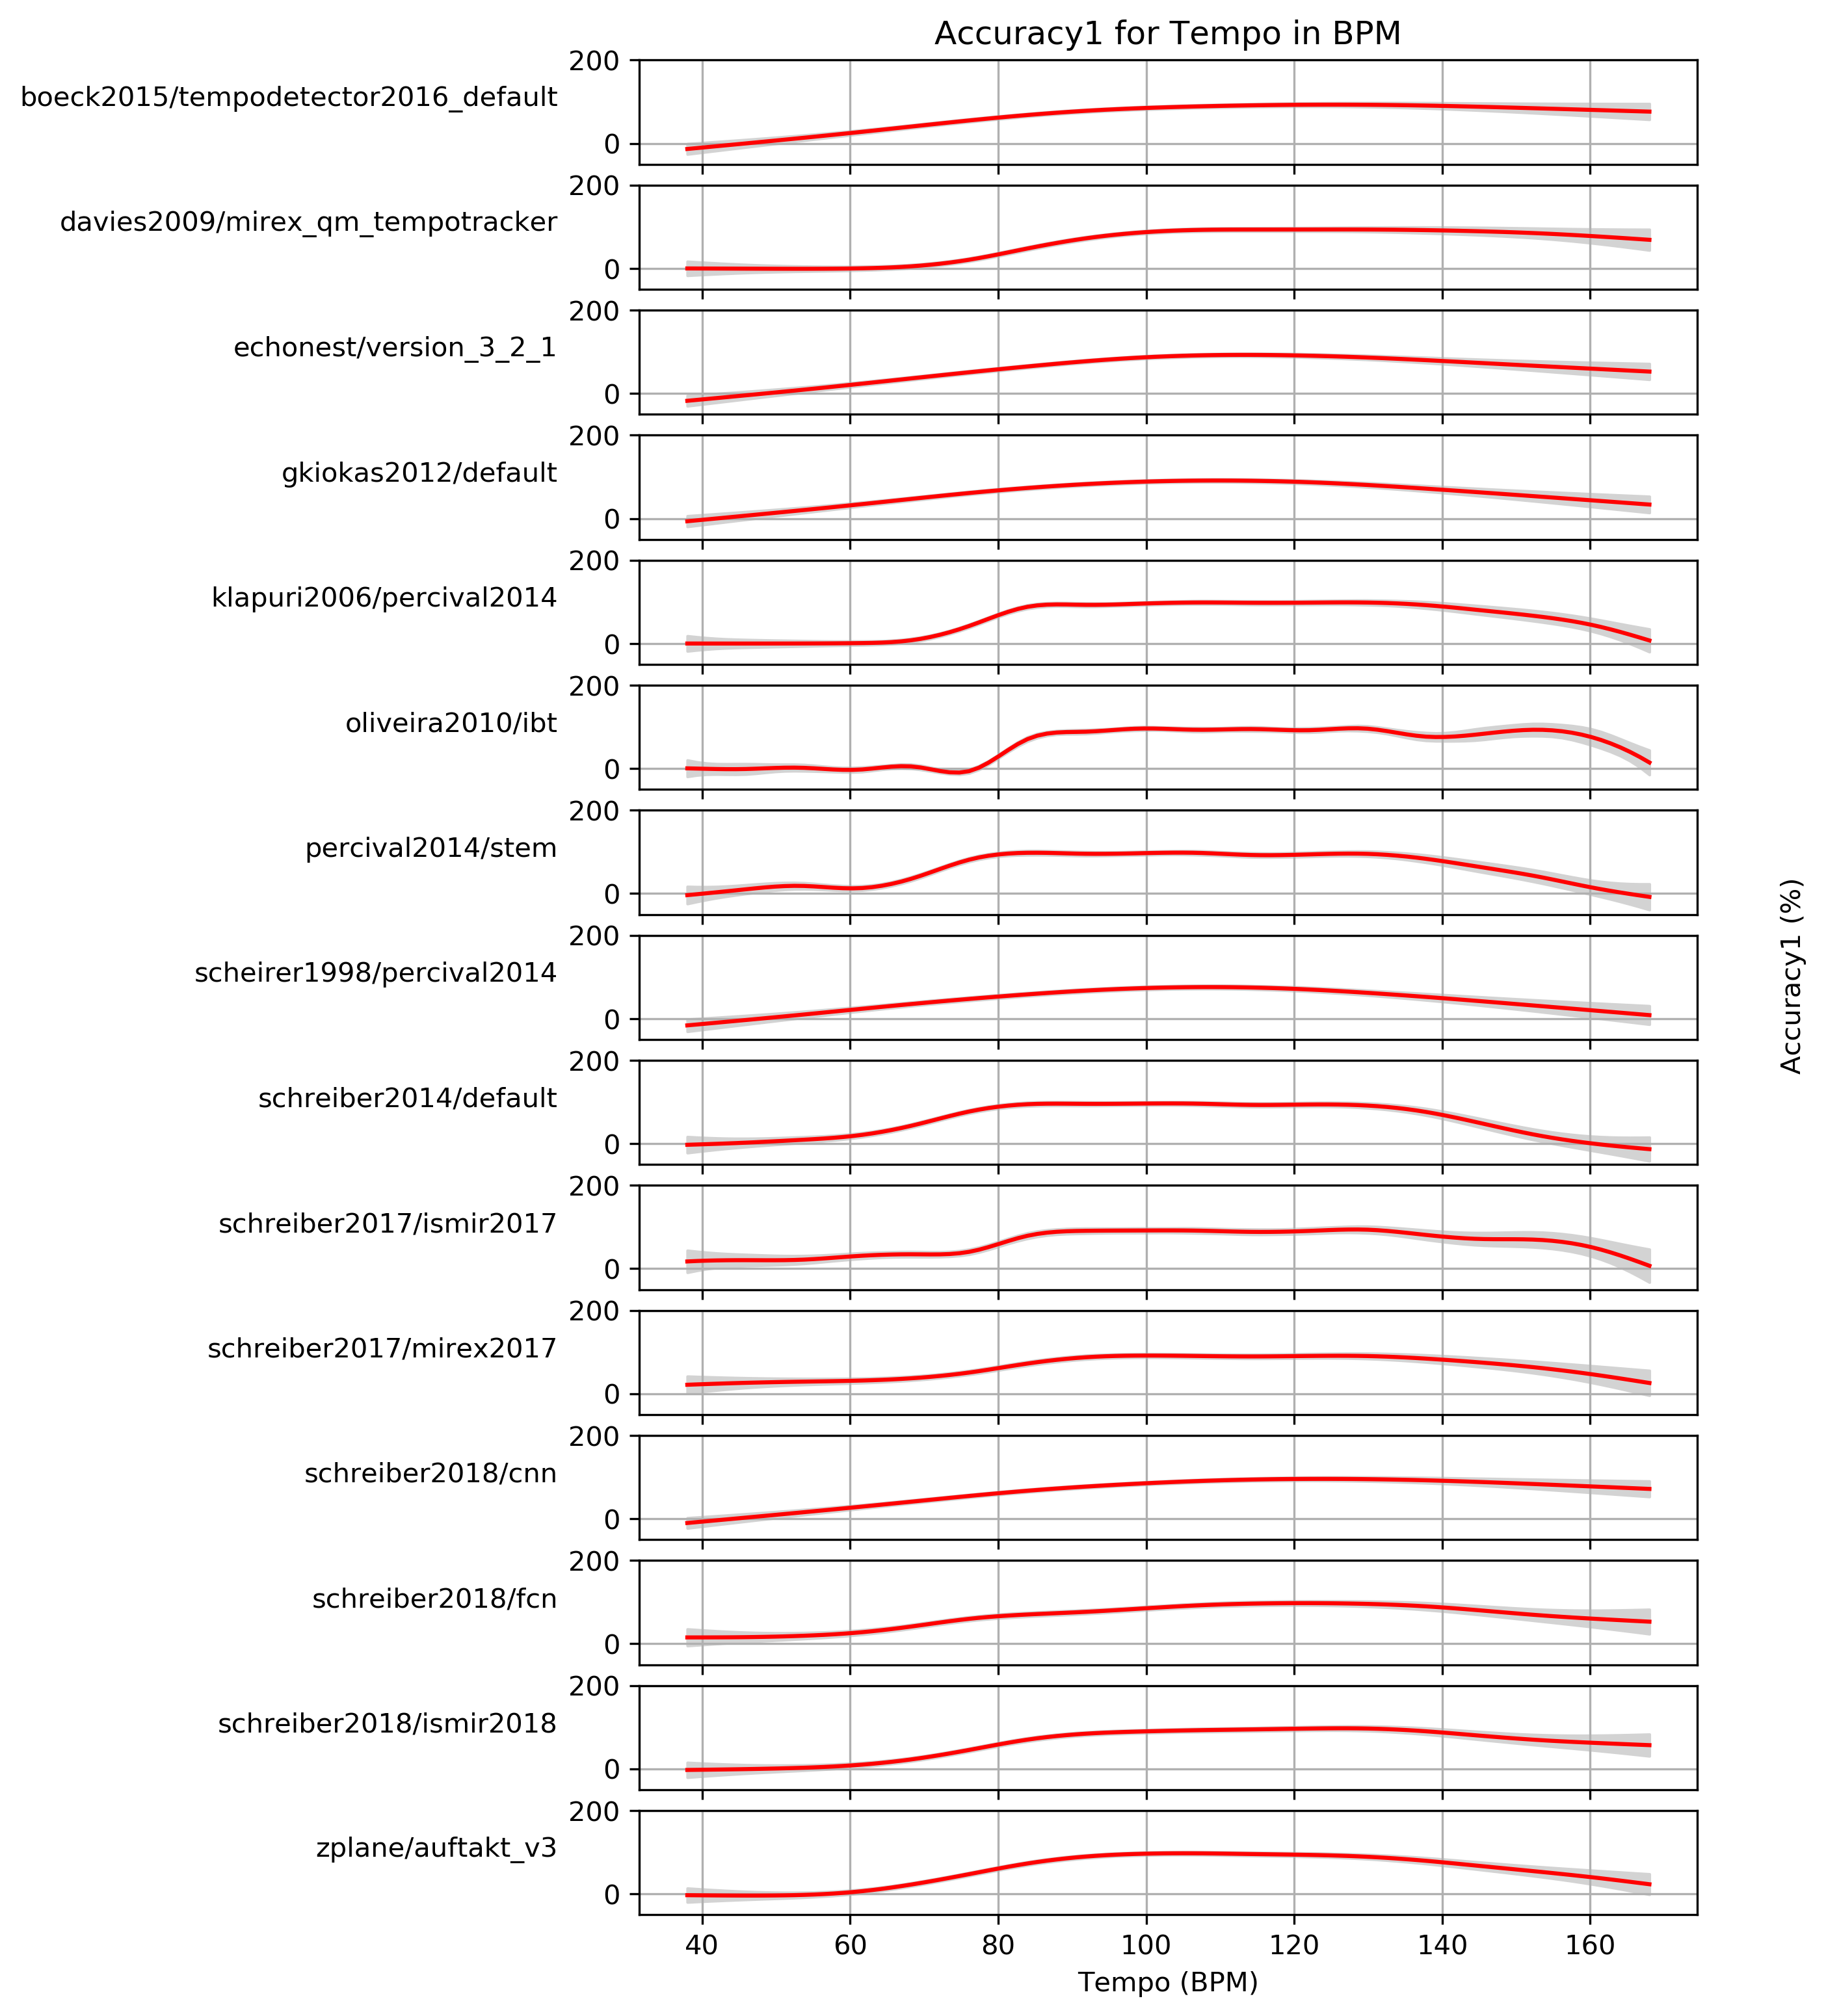 Accuracy1 for Tempo in BPM
200
boeck2015/tempodetector2016_default
0
200
davies2009/mirex_qm_tempotracker
0
200
echonest/version_3_2_1
0
200
gkiokas2012/default
0
200
klapuri2006/percival2014
0
200
oliveira2010/ibt
0
200
percival2014/stem
0
Accuracy1 (%)
200
scheirer1998/percival2014
0
200
schreiber2014/default
0
200
schreiber2017/ismir2017
0
200
schreiber2017/mirex2017
0
200
schreiber2018/cnn
0
200
schreiber2018/fcn
0
200
schreiber2018/ismir2018
0
200
zplane/auftakt_v3
0
40 60 80 100 120 140 160
Tempo (BPM)